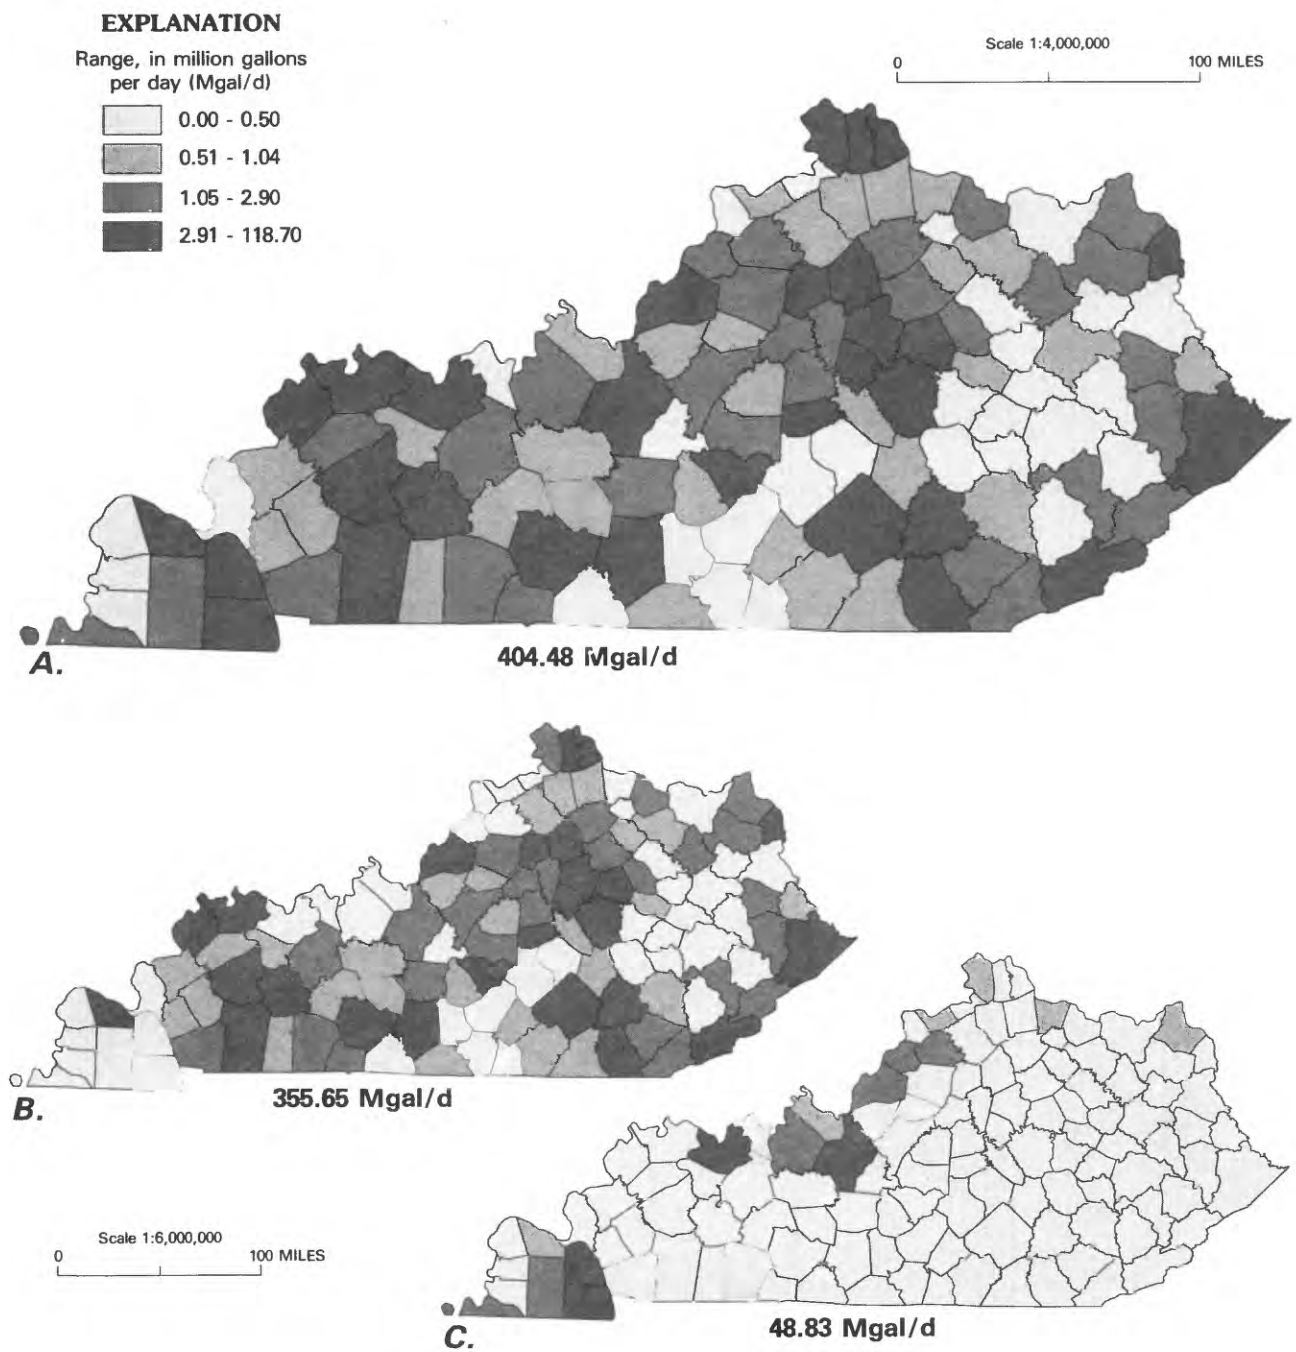 EXPLANATION
Range, in million gallons
per day (Mgal/d)
0.00 - 0.50
0.51 - 1.04
1.05 - 2.90
2.91 - 118.70
Scale 1:4,000,000
0 100 MILES
A.
404.48 Mgal/d
B.
355.65 Mgal/d
Scale 1:6,000,000
0 100 MILES
C.
48.83 Mgal/d